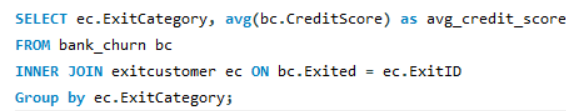 SELECT ec.ExitCategory, avg(bc.CreditScore) as avg_credit_score
FROM bank_churn bc
INNER JOIN exitcustomer ec ON bc.Exited = ec.ExitID
Group by ec.ExitCategory;